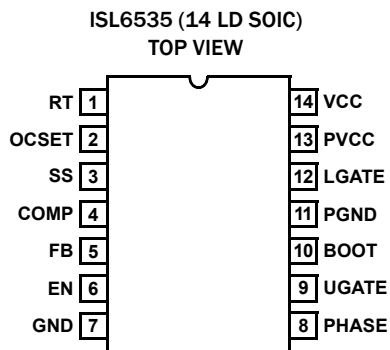 ISL6535 (14 LD SOIC)
TOP VIEW
RT 1 14 VCC
OCSET 2 13 PVCC
SS 3 12 LGATE
COMP 4 11 PGND
FB 5 10 BOOT
EN 6 9 UGATE
GND 7 8 PHASE